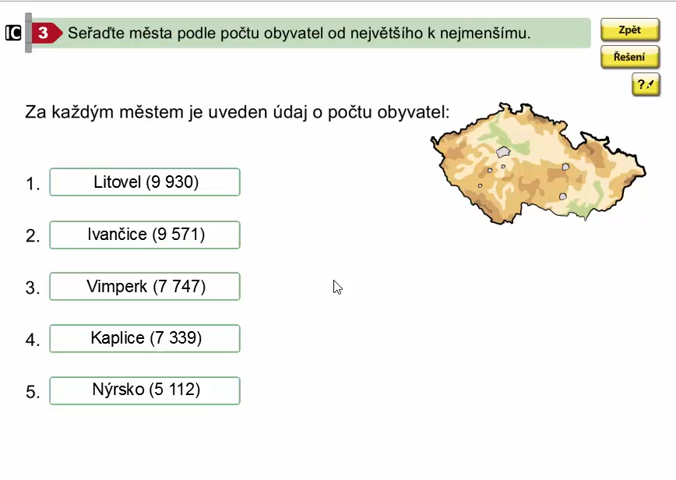 IC 3 Seřaďte města podle počtu obyvatel od největšího k nejmenšímu.
Zpět
Řešení
?
Za každým městem je uveden údaj o počtu obyvatel:
1. Litovel (9 930)
2. Ivančice (9 571)
3. Vimperk (7 747)
4. Kaplice (7 339)
5. Nýrsko (5 112)